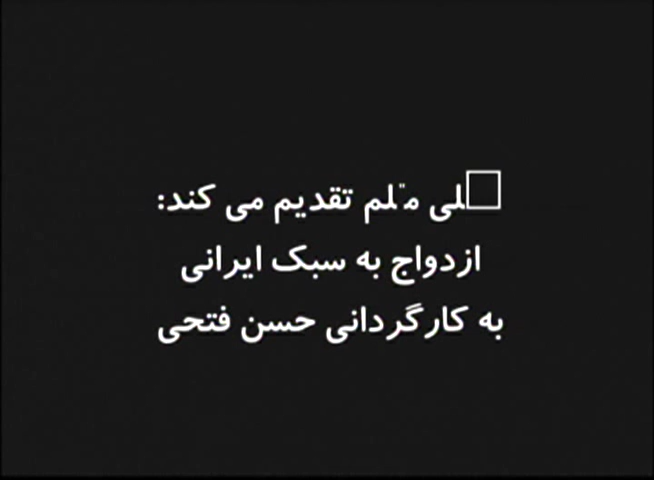 تقدیم می کند:
ازدواج به سبک ایرانی
به کارگردانی حسن فتحی